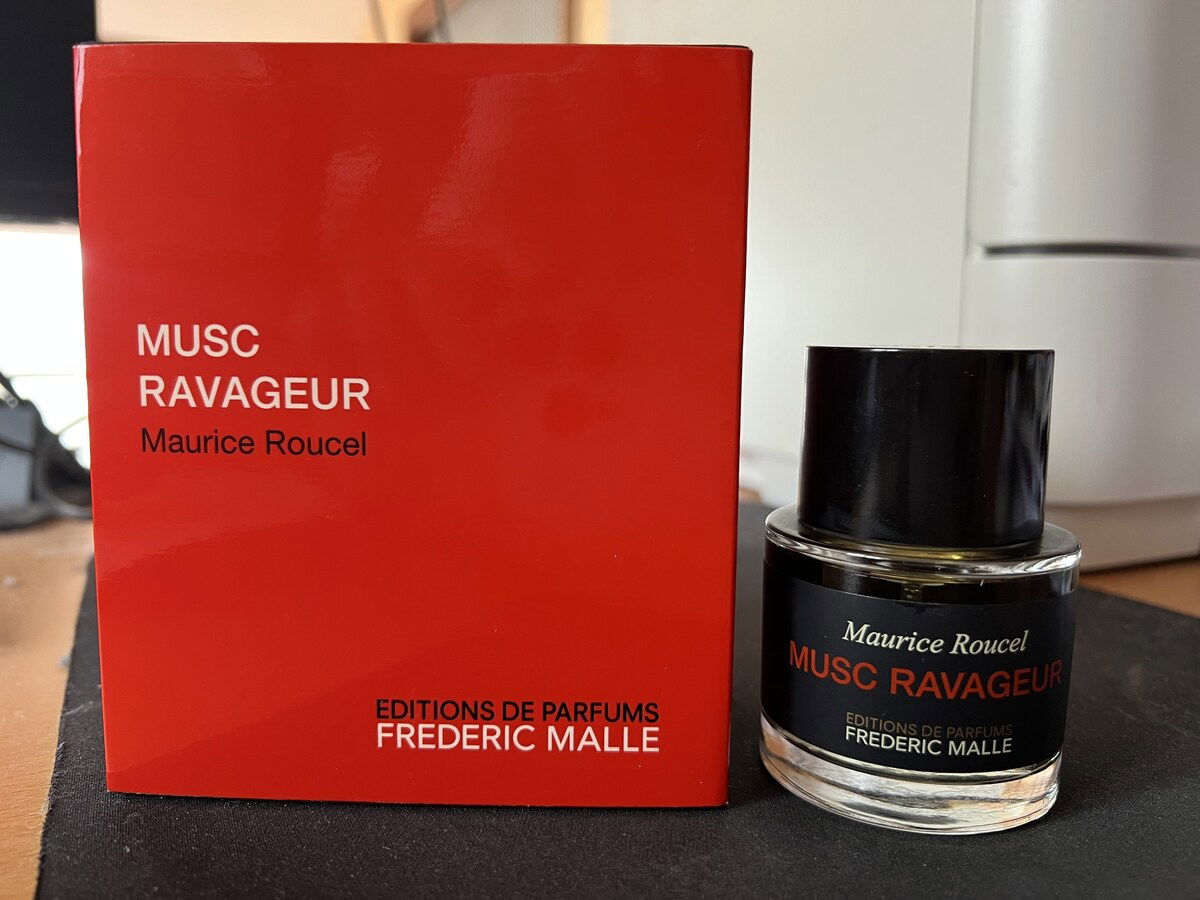 MUSC
RAVAGEUR
Maurice Roucel
EDITIONS DE PARFUMS
FREDERIC MALLE
Maurice Roucel
MUSC RAVAGEUR
EDITIONS DE PARFUMS
FREDERIC MALLE